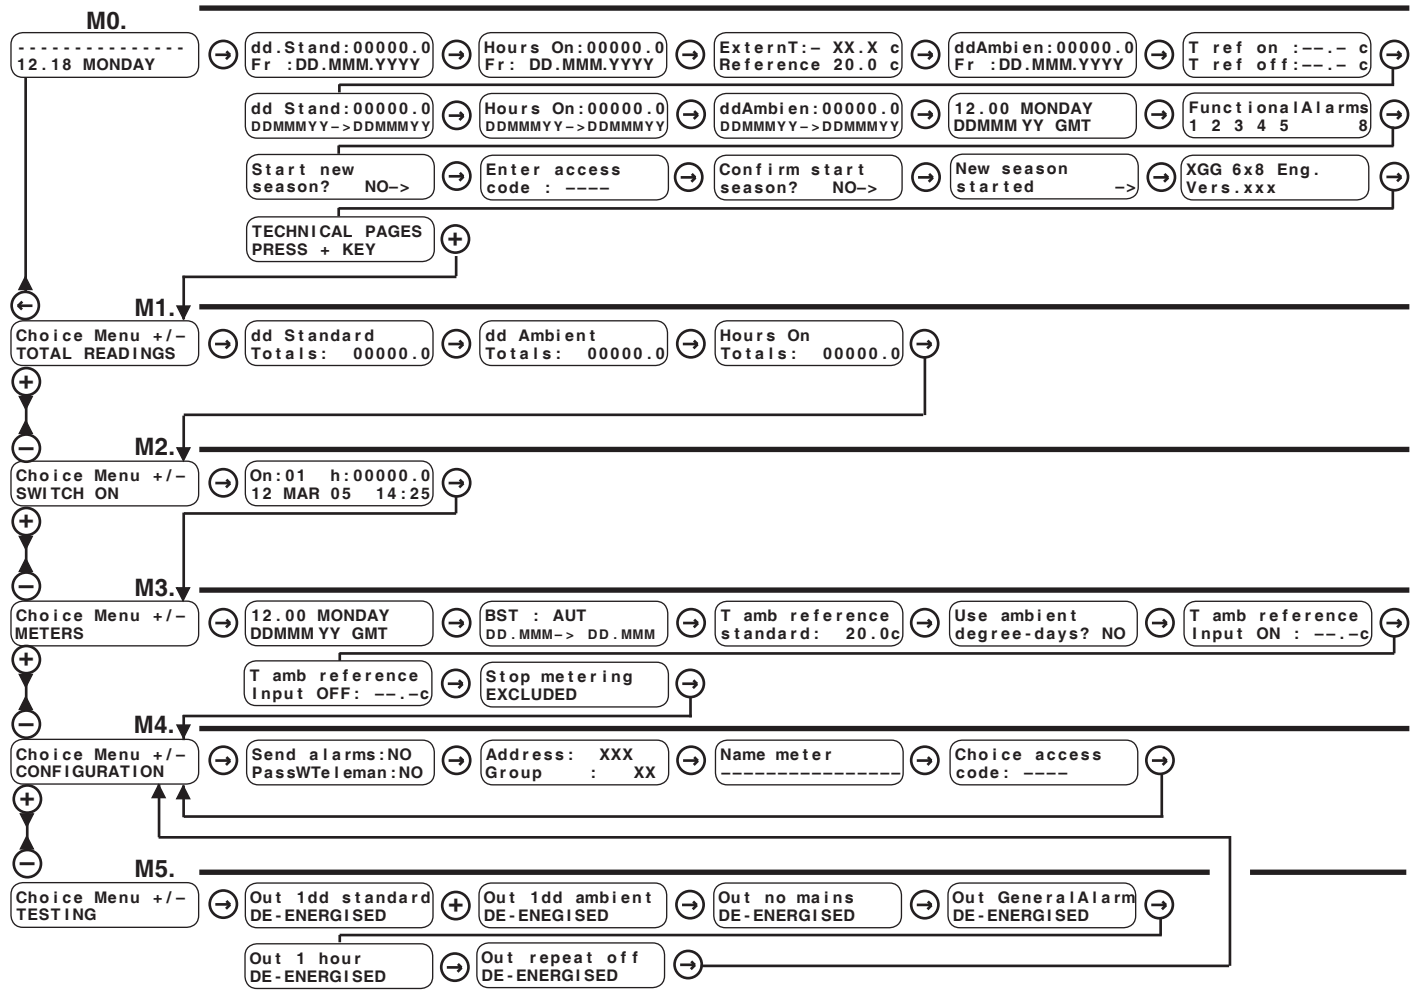 M0.
- - - - - - - - - - - - - - -
12.18 MONDAY
→
dd.Stand:00000.0
Fr :DD.MMM.YYYY
→
Hours On:00000.0
Fr: DD.MMM.YYYY
→
ExternT:– XX.X c
Reference 20.0 c
→
ddAmbien:00000.0
Fr :DD.MMM.YYYY
→
T ref on :––.– c
T ref off:––.– c
→
dd Stand:00000.0
DDMMMYY–>DDMMMYY
→
Hours On:00000.0
DDMMMYY–>DDMMMYY
→
ddAmbien:00000.0
DDMMMYY–>DDMMMYY
→
12.00 MONDAY
DDMMM YY GMT
→
FunctionalAlarms
1 2 3 4 5 8
→
Start new
season? NO–>
→
Enter access
code : ––––
→
Confirm start
season? NO–>
→
New season
started –>
→
XGG 6x8 Eng.
Vers.xxx
→
TECHNICAL PAGES
PRESS + KEY
+
←
M1.
Choice Menu +/–
TOTAL READINGS
→
dd Standard
Totals: 00000.0
→
dd Ambient
Totals: 00000.0
→
Hours On
Totals: 00000.0
→
+
–
M2.
Choice Menu +/–
SWITCH ON
→
On:01 h:00000.0
12 MAR 05 14:25
→
+
–
M3.
Choice Menu +/–
METERS
→
12.00 MONDAY
DDMMM YY GMT
→
BST : AUT
DD.MMM–> DD.MMM
→
T amb reference
standard: 20.0c
→
Use ambient
degree-days? NO
→
T amb reference
Input ON : ––.–c
→
+
T amb reference
Input OFF: ––.–c
→
Stop metering
EXCLUDED
→
–
M4.
Choice Menu +/–
CONFIGURATION
→
Send alarms:NO
PassWTeleman:NO
→
Address: XXX
Group : XX
→
Name meter
––––––––––––––––
→
Choice access
code: ––––
→
+
–
M5.
Choice Menu +/–
TESTING
→
Out 1dd standard
DE-ENERGISED
+
Out 1dd ambient
DE-ENEGISED
→
Out no mains
DE-ENERGISED
→
Out GeneralAlarm
DE-ENERGISED
→
Out 1 hour
DE-ENERGISED
→
Out repeat off
DE-ENERGISED
→